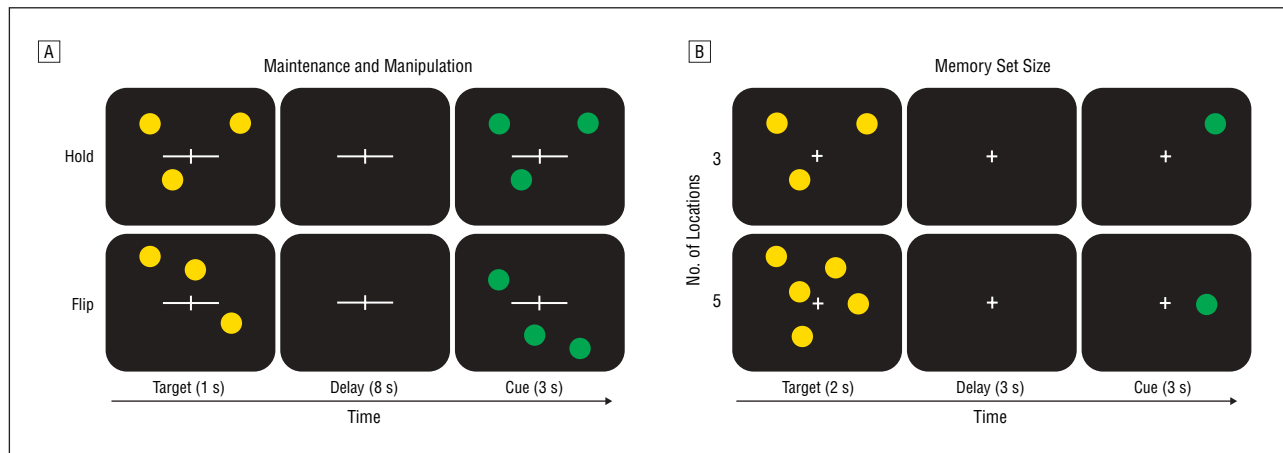 A
Maintenance and Manipulation
Hold
Flip
Target (1 s)
Delay (8 s)
Cue (3 s)
Time
B
Memory Set Size
No. of Locations
3
5
Target (2 s)
Delay (3 s)
Cue (3 s)
Time